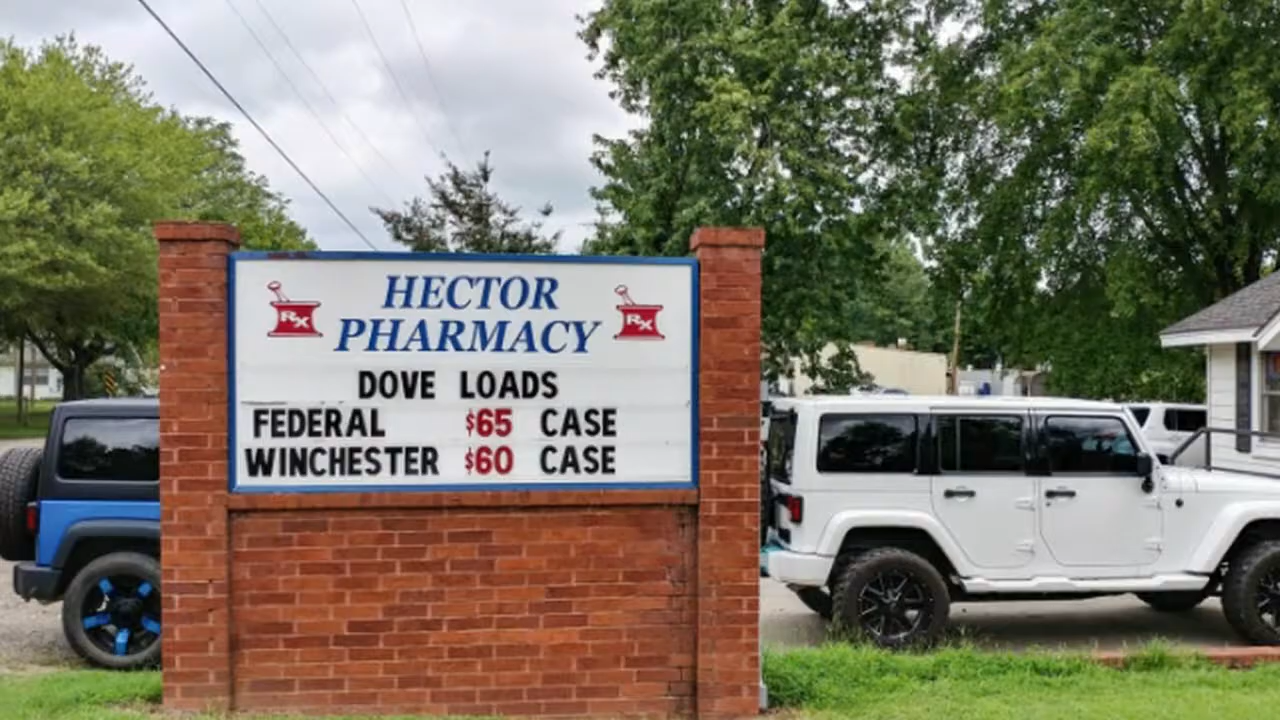 HECTOR
PHARMACY
Rx
Rx
DOVE LOADS
FEDERAL $65 CASE
WINCHESTER $60 CASE